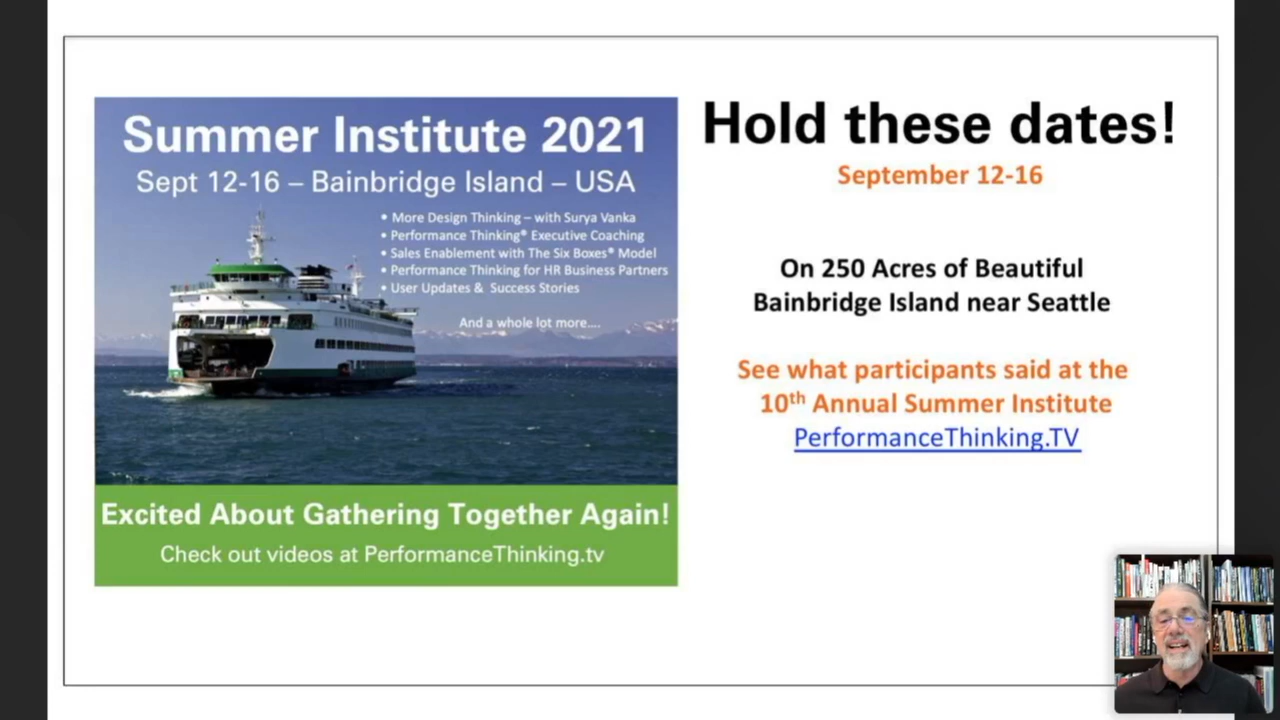 Summer Institute 2021
Sept 12-16 – Bainbridge Island – USA
• More Design Thinking – with Surya Vanka
• Performance Thinking® Executive Coaching
• Sales Enablement with The Six Boxes® Model
• Performance Thinking for HR Business Partners
• User Updates & Success Stories
And a whole lot more....
Excited About Gathering Together Again!
Check out videos at PerformanceThinking.tv
Hold these dates!
September 12-16
On 250 Acres of Beautiful
Bainbridge Island near Seattle
See what participants said at the
10th Annual Summer Institute
PerformanceThinking.TV